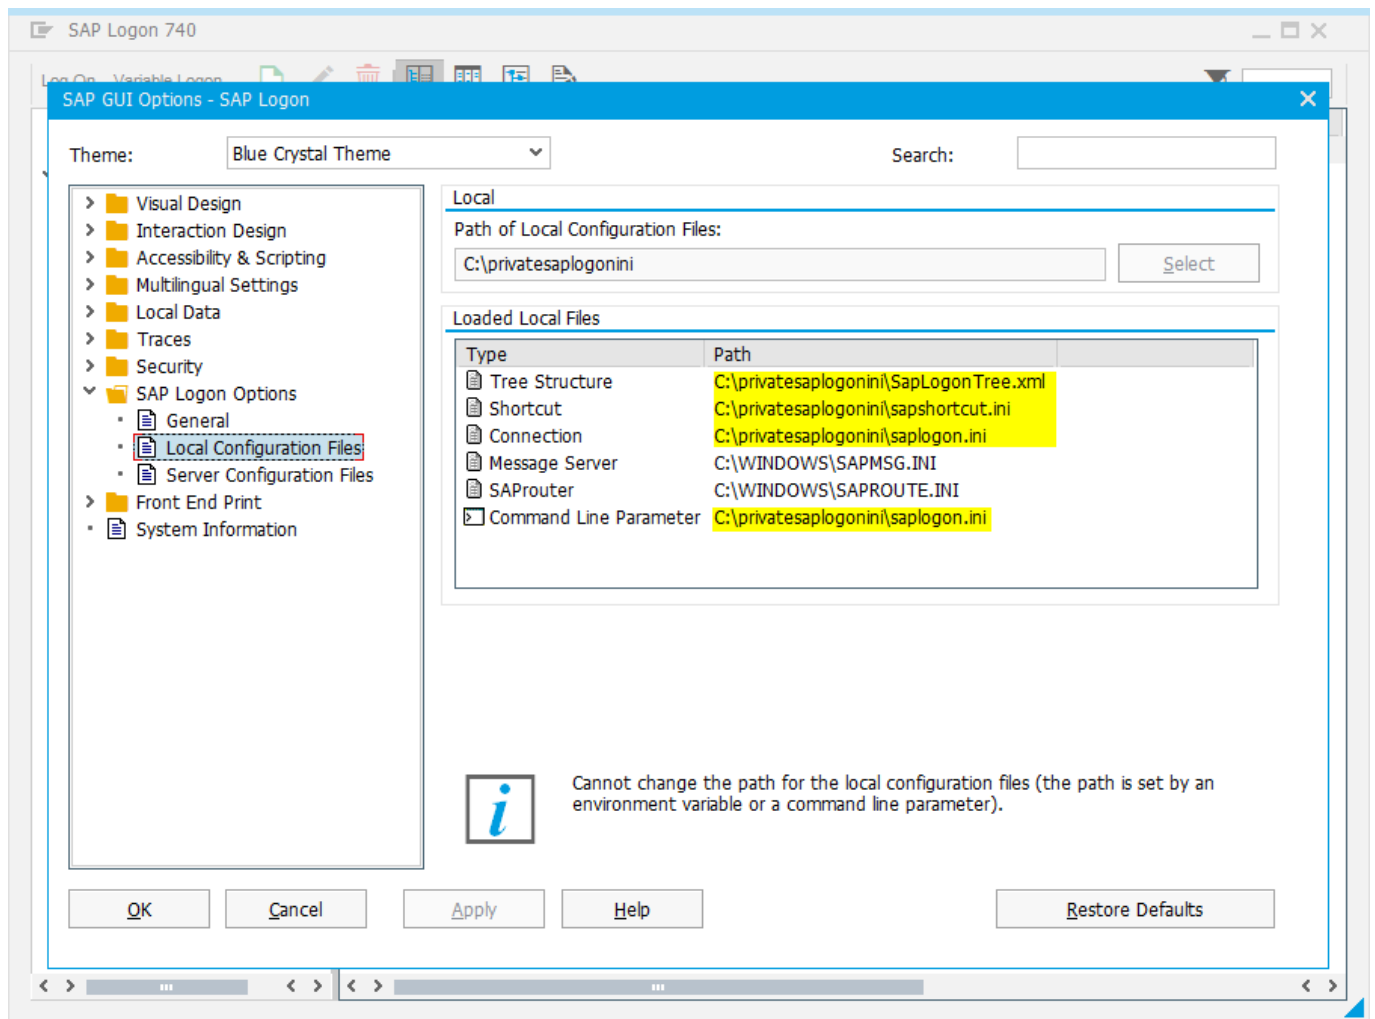 SAP Logon 740
Log On Variable Logon
SAP GUI Options - SAP Logon
Theme: Blue Crystal Theme Search:
Visual Design
Interaction Design
Accessibility & Scripting
Multilingual Settings
Local Data
Traces
Security
SAP Logon Options
General
Local Configuration Files
Server Configuration Files
Front End Print
System Information
Local
Path of Local Configuration Files:
C:\privatesaplogonini Select
Loaded Local Files
Type Path
Tree Structure C:\privatesaplogonini\SapLogonTree.xml
Shortcut C:\privatesaplogonini\sapshortcut.ini
Connection C:\privatesaplogonini\saplogon.ini
Message Server C:\WINDOWS\SAPMSG.INI
SAProuter C:\WINDOWS\SAPROUTE.INI
Command Line Parameter C:\privatesaplogonini\saplogon.ini
Cannot change the path for the local configuration files (the path is set by an
environment variable or a command line parameter).
OK Cancel Apply Help Restore Defaults